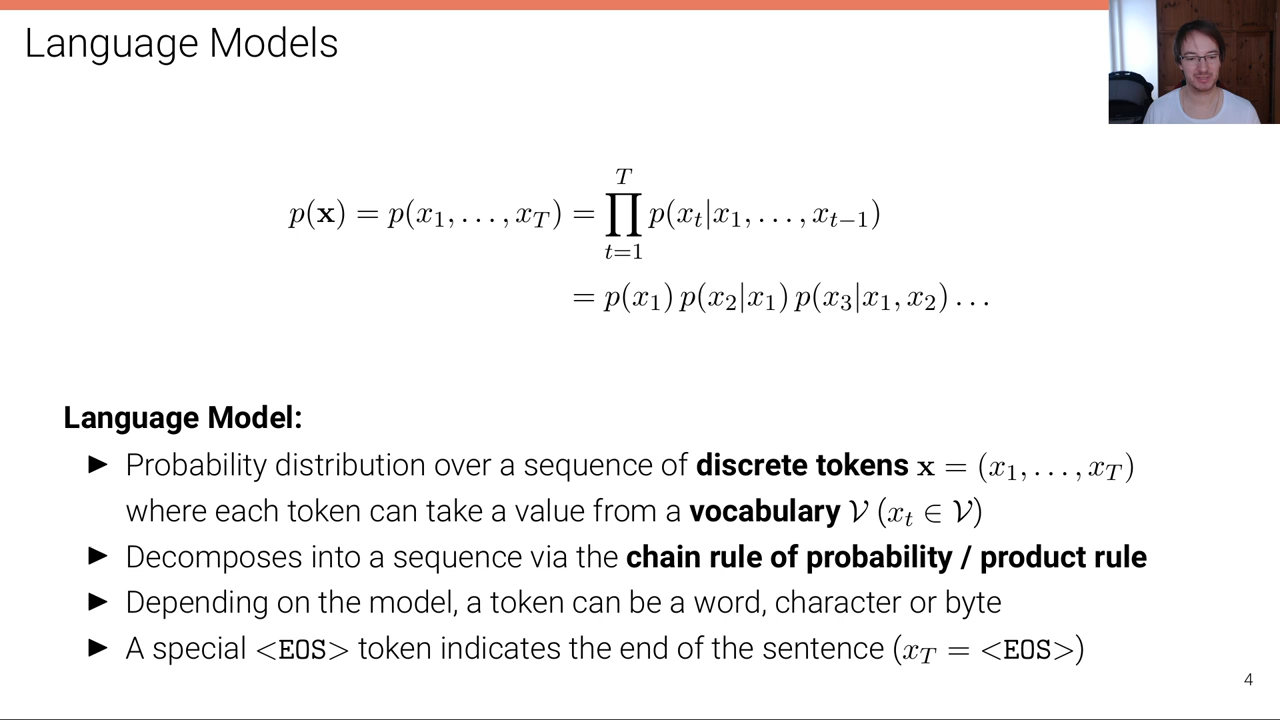 Language Models
p(x) = p(x₁, . . . , x_T) = ∏_{t=1}^{T} p(x_t|x₁, . . . , x_{t−1})
= p(x₁) p(x₂|x₁) p(x₃|x₁, x₂) . . .
Language Model:
▶ Probability distribution over a sequence of discrete tokens x = (x₁, . . . , x_T)
where each token can take a value from a vocabulary 𝒱 (x_t ∈ 𝒱)
▶ Decomposes into a sequence via the chain rule of probability / product rule
▶ Depending on the model, a token can be a word, character or byte
▶ A special <EOS> token indicates the end of the sentence (x_T = <EOS>)
4